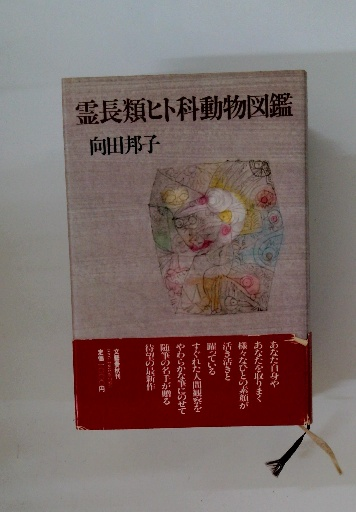 霊長類ヒト科動物図鑑
向田邦子
あなた自身や
あなたを取りまく
様々なひとの素顔が
活き活きと
躍っている
すぐれた人間観察を
やわらかな筆にのせて
随筆の名手が贈る
待望の最新作
文藝春秋刊
定価
円